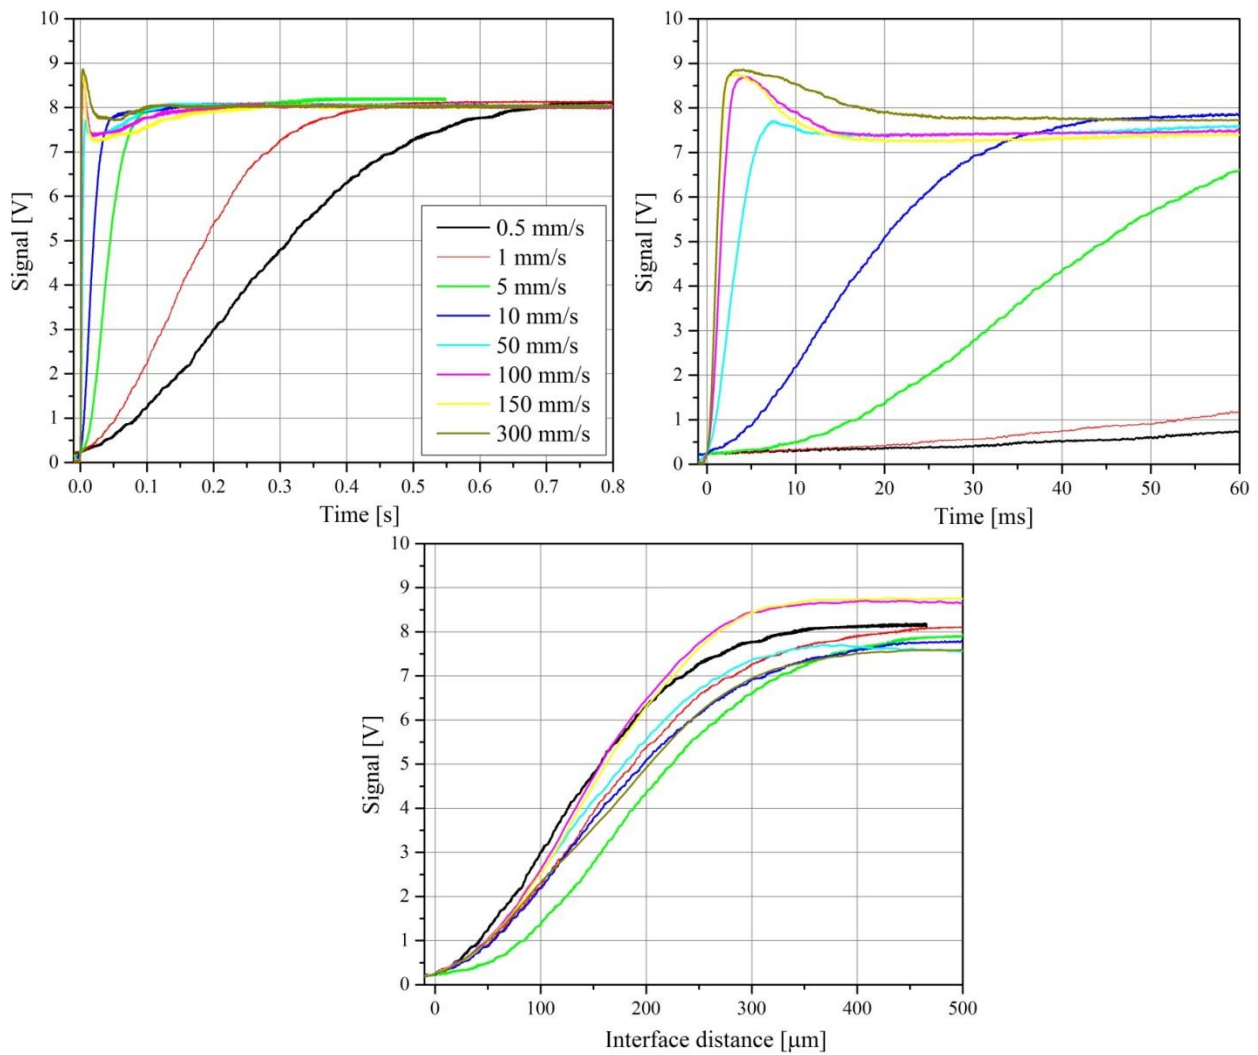 10
9
8
7
6
5
4
3
2
1
0
Signal [V]
0.0 0.1 0.2 0.3 0.4 0.5 0.6 0.7 0.8
Time [s]
0.5 mm/s
1 mm/s
5 mm/s
10 mm/s
50 mm/s
100 mm/s
150 mm/s
300 mm/s
10
9
8
7
6
5
4
3
2
1
0
Signal [V]
0 10 20 30 40 50 60
Time [ms]
10
9
8
7
6
5
4
3
2
1
0
Signal [V]
0 100 200 300 400 500
Interface distance [μm]